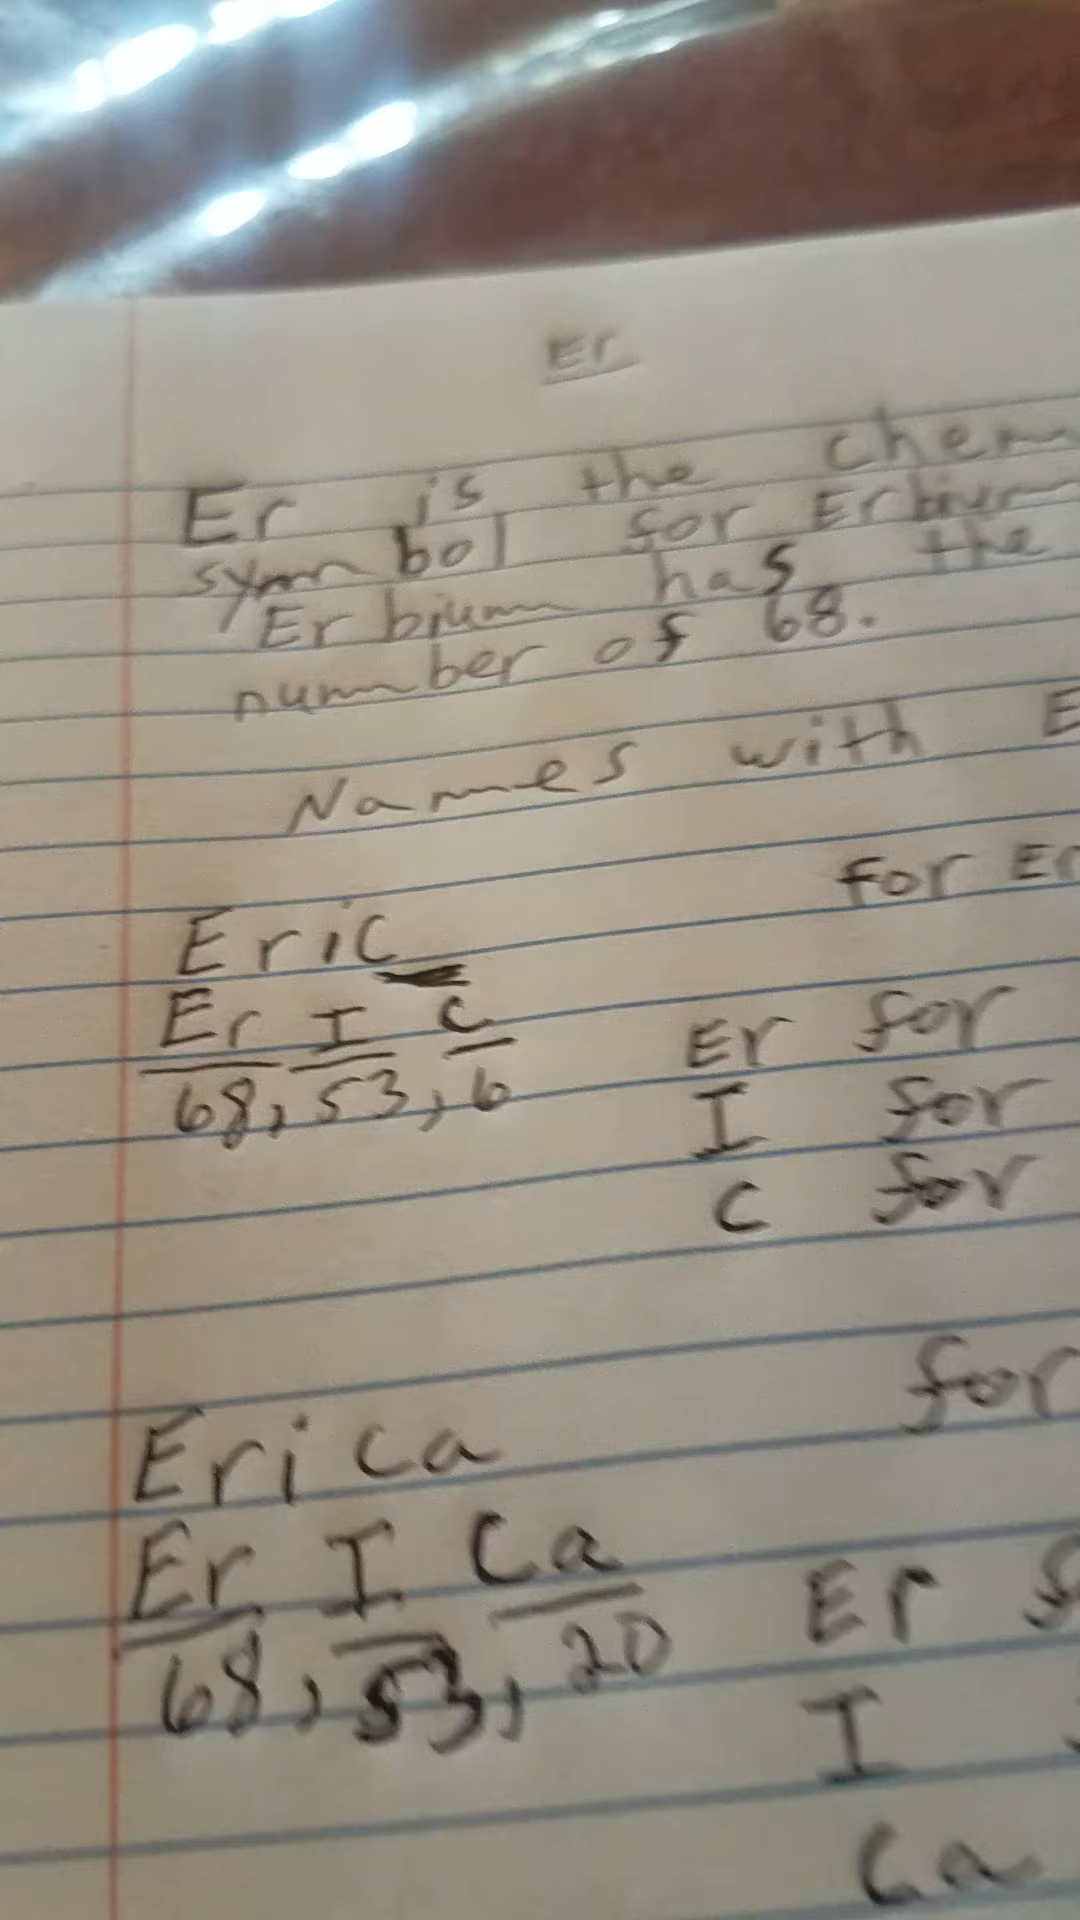 Er
Er is the chem
symbol for Erbium
Erbium has the
number of 68.
Names with E
for Er
Eric
Er I C
68, 53, 6
Er for
I for
C for
for
Erica
Er I Ca
68, 53, 20
Er f
I
Ca